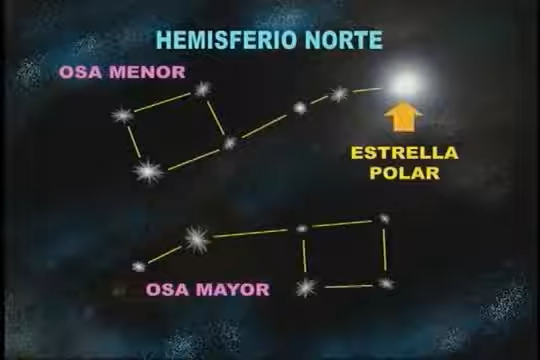 HEMISFERIO NORTE
OSA MENOR
ESTRELLA
POLAR
OSA MAYOR